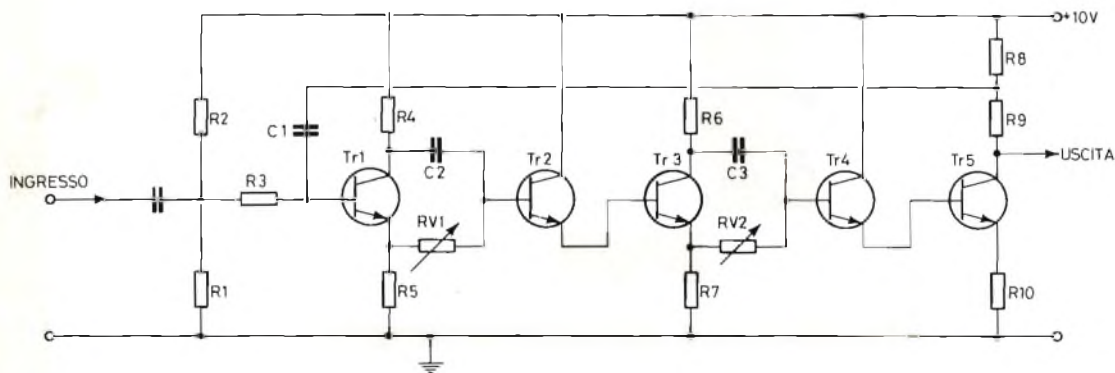 +10V
R8
R2
C1
R4
R6
R9
Tr1
C2
Tr2
Tr3
C3
Tr4
Tr5
USCITA
INGRESSO
R3
RV1
RV2
R1
R5
R7
R10